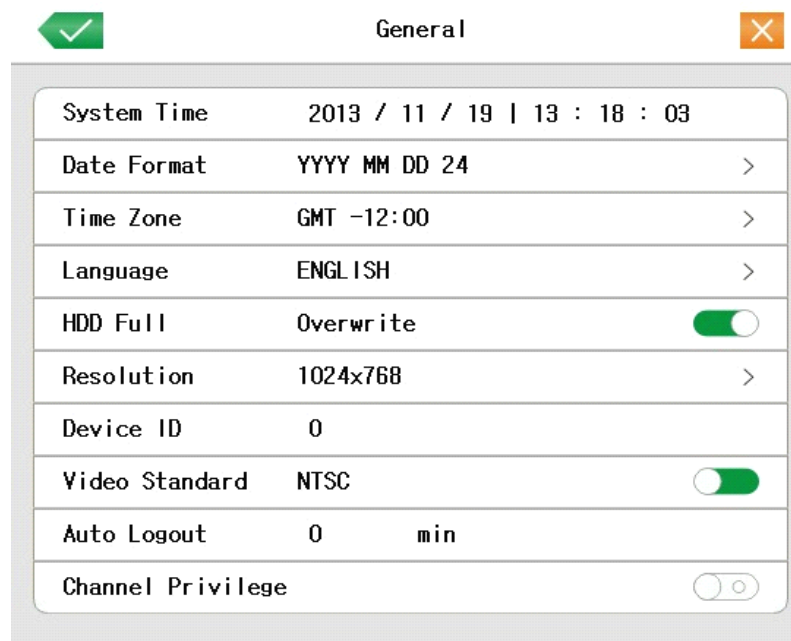 General
System Time 2013 / 11 / 19 | 13 : 18 : 03
Date Format YYYY MM DD 24
Time Zone GMT -12:00
Language ENGLISH
HDD Full Overwrite
Resolution 1024x768
Device ID 0
Video Standard NTSC
Auto Logout 0 min
Channel Privilege